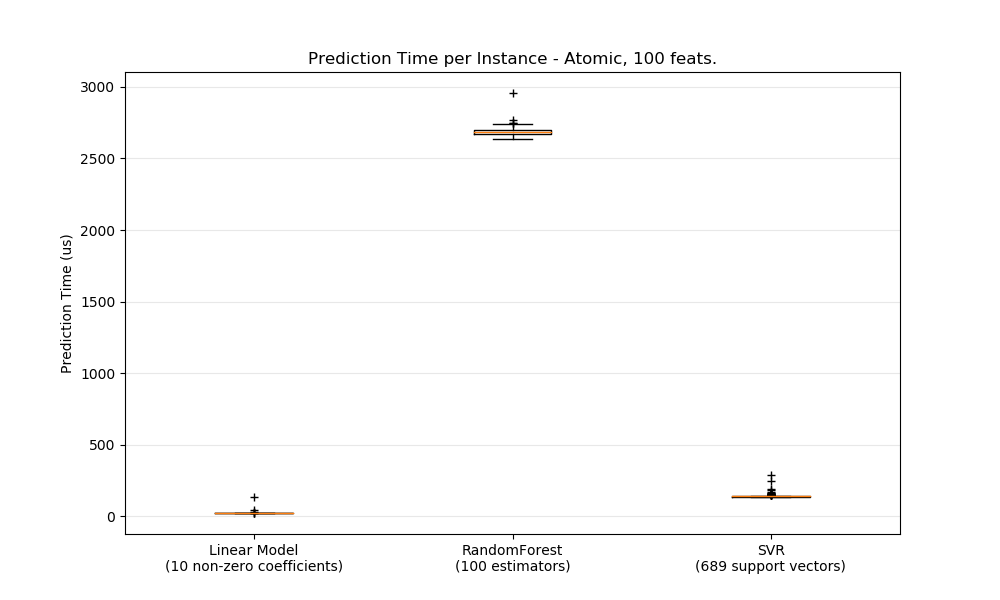 Prediction Time per Instance - Atomic, 100 feats.
Prediction Time (us)
3000
2500
2000
1500
1000
500
0
Linear Model
(10 non-zero coefficients)
RandomForest
(100 estimators)
SVR
(689 support vectors)